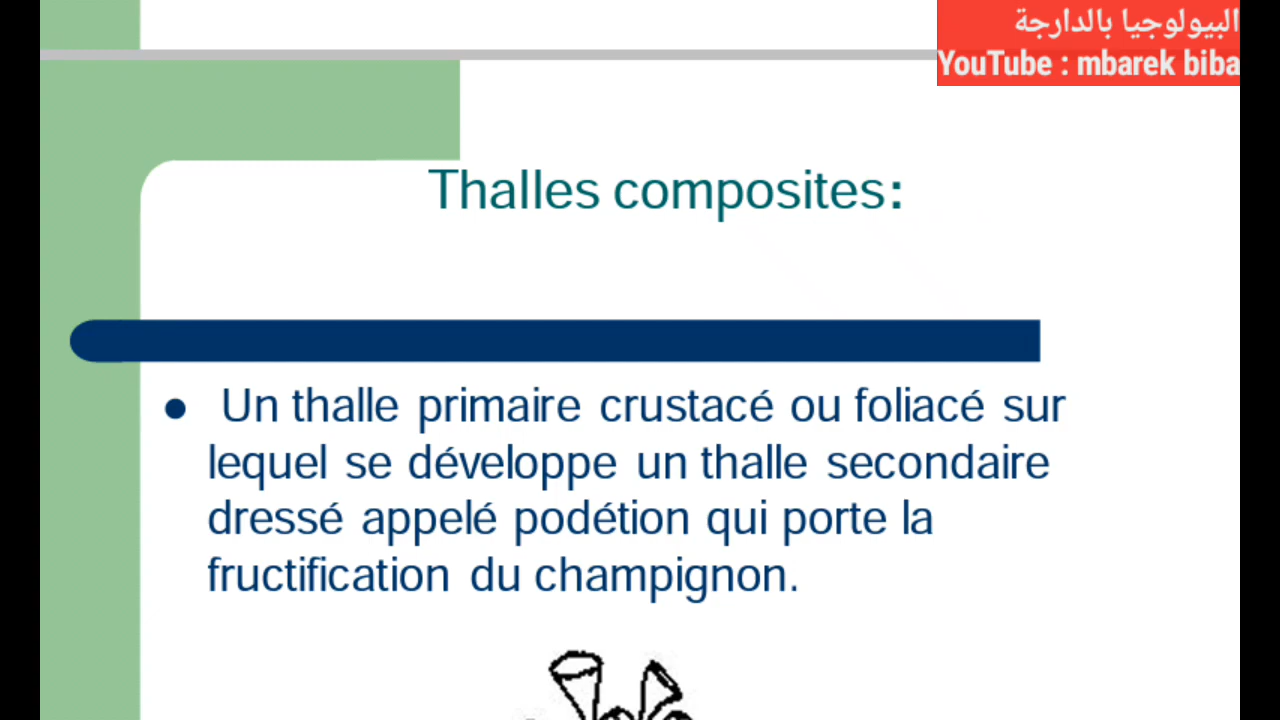 البيولوجيا بالدارجة
YouTube : mbarek biba
Thalles composites:
● Un thalle primaire crustacé ou foliacé sur
lequel se développe un thalle secondaire
dressé appelé podétion qui porte la
fructification du champignon.